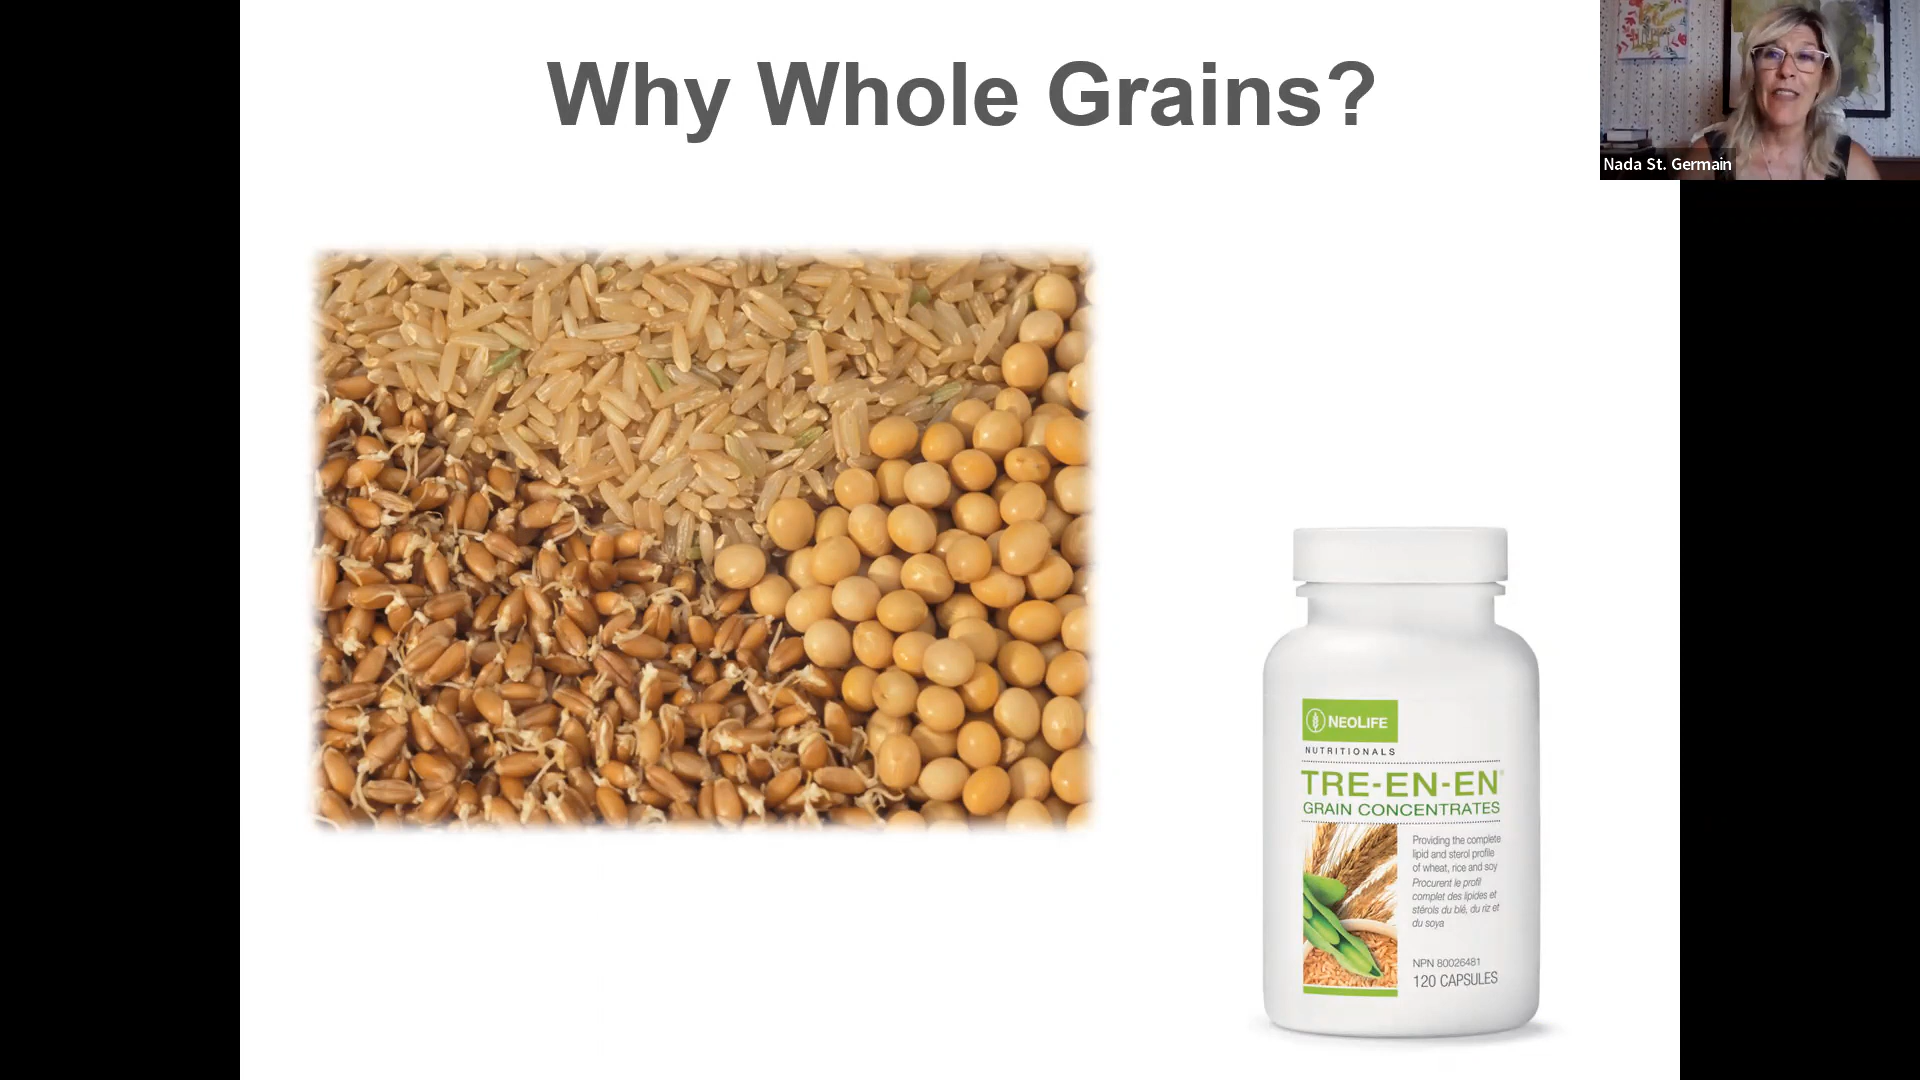 Why Whole Grains?
Nada St. Germain
NEOLIFE
NUTRITIONALS
TRE-EN-EN®
GRAIN CONCENTRATES
Providing the complete
lipid and sterol profile
of wheat, rice and soy
Procurent le profil
complet des lipides et
stérols du blé, du riz et
du soya
NPN 80026481
120 CAPSULES